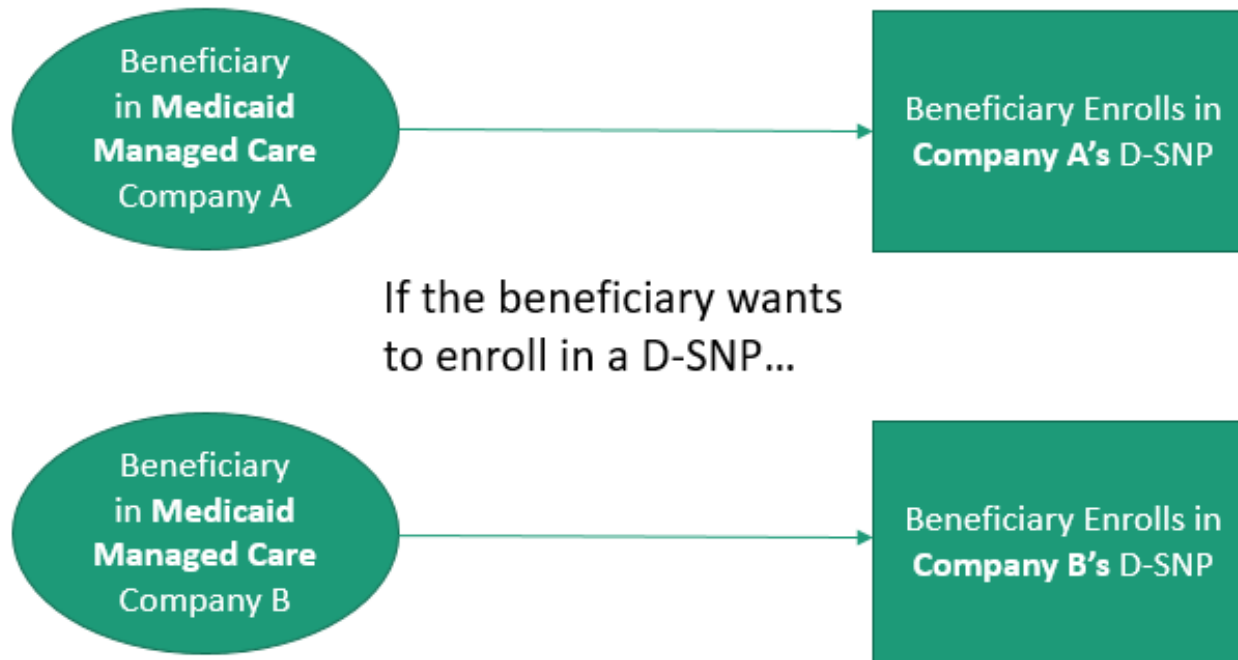 Beneficiary
in Medicaid
Managed Care
Company A
Beneficiary Enrolls in
Company A’s D-SNP
If the beneficiary wants
to enroll in a D-SNP...
Beneficiary
in Medicaid
Managed Care
Company B
Beneficiary Enrolls in
Company B’s D-SNP